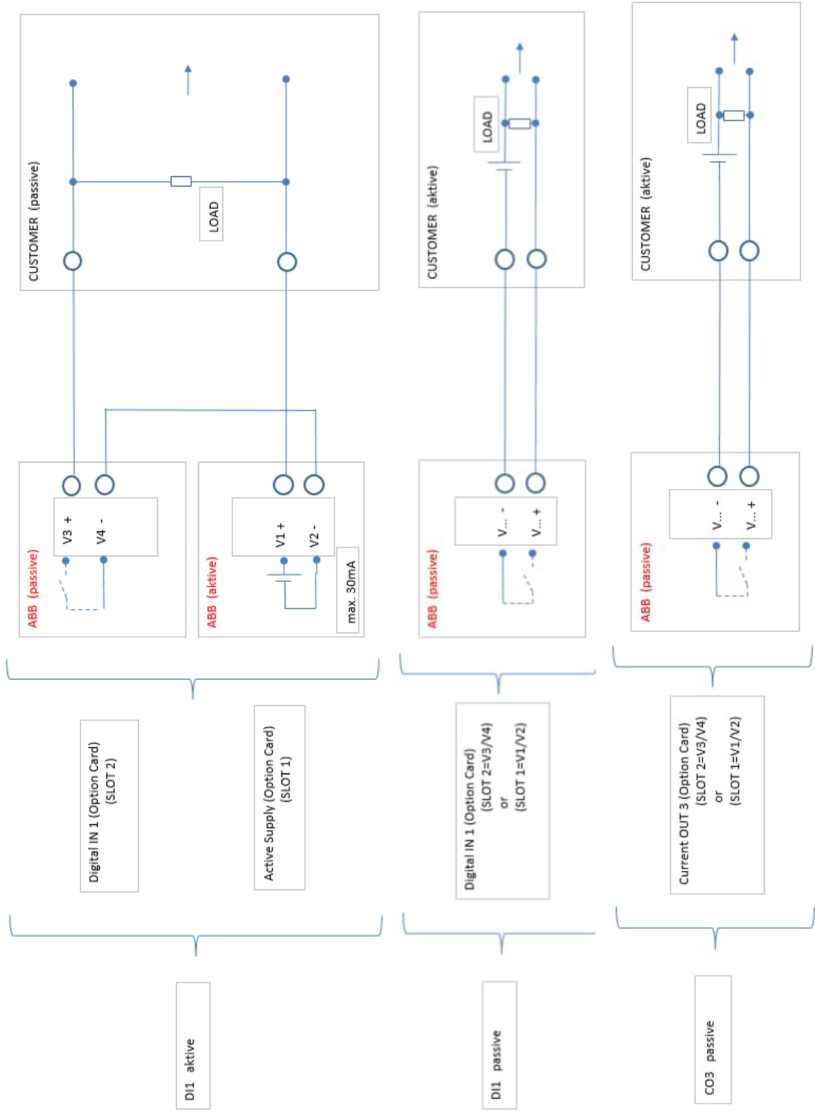 DI1 aktive
Digital IN 1 (Option Card)
(SLOT 2)
Active Supply (Option Card)
(SLOT 1)
ABB (passive)
V3 +
V4 -
ABB (aktive)
V1 +
V2 -
max. 30mA
CUSTOMER (passive)
LOAD
DI1 passive
Digital IN 1 (Option Card)
(SLOT 2=V3/V4)
or
(SLOT 1=V1/V2)
ABB (passive)
V... -
V... +
CUSTOMER (aktive)
LOAD
CO3 passive
Current OUT 3 (Option Card)
(SLOT 2=V3/V4)
or
(SLOT 1=V1/V2)
ABB (passive)
V... -
V... +
CUSTOMER (aktive)
LOAD